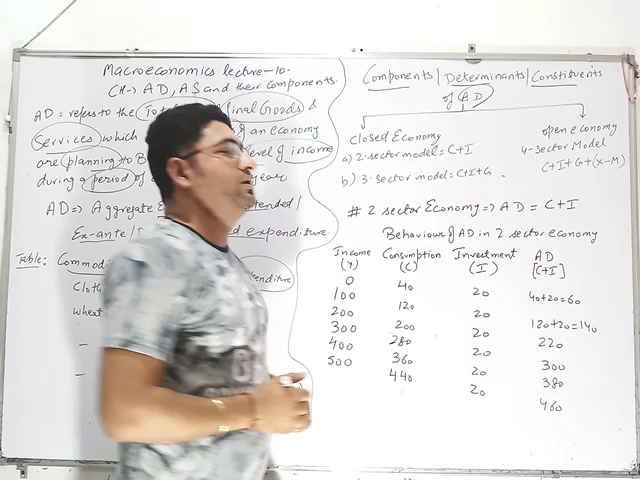 Macroeconomics lecture-10.
CH-> AD, AS and their components.
AD: refers to the Total Final Goods &
Services which of an economy
are planning to level of income
during a period of year
AD=> Aggregate
Ex-ante/ expenditure.
Table: Commodi expenditure
Cloth
wheat
-
-
Components/Determinants/Constituents
of AD
Closed Economy
a) 2-sector model = C+I
b) 3-sector model = C+I+G
open economy
4-sector Model
C+I+G+(X-M)
# 2 sector Economy => AD = C+I
Behaviour of AD in 2 sector economy
Income (Y) Consumption (C) Investment (I) AD [C+I]
0 40 20 40+20=60
100 120 20 120+20=140
200 200 20 220
300 280 20 300
400 360 20 380
500 440 20 460